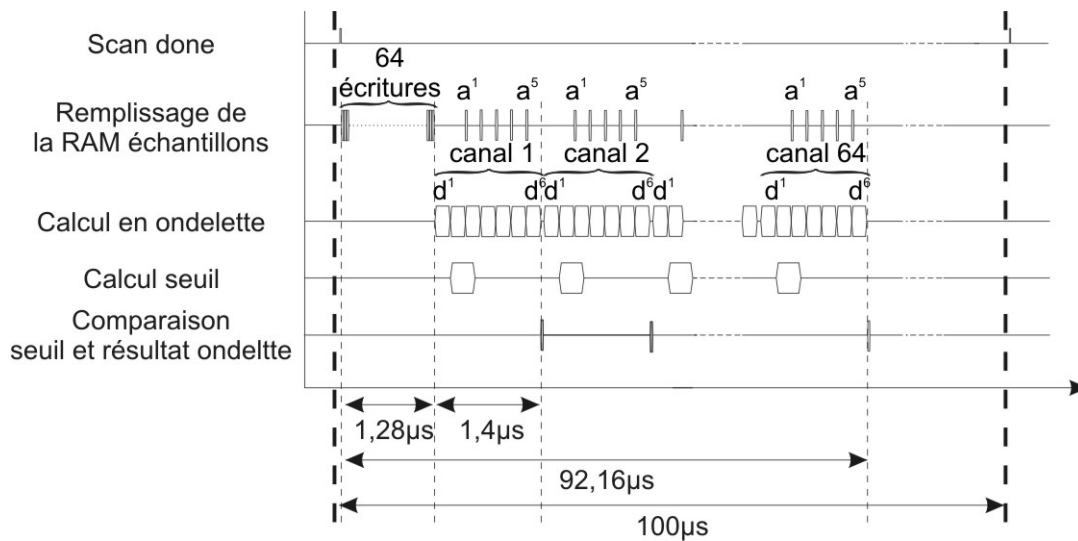 Scan done
64
écritures
a¹ a⁵ a¹ a⁵ a¹ a⁵
Remplissage de
la RAM échantillons
canal 1 canal 2 canal 64
d¹ d⁶ d¹ d⁶ d¹ d¹ d⁶
Calcul en ondelette
Calcul seuil
Comparaison
seuil et résultat ondeltte
1,28µs 1,4µs
92,16µs
100µs